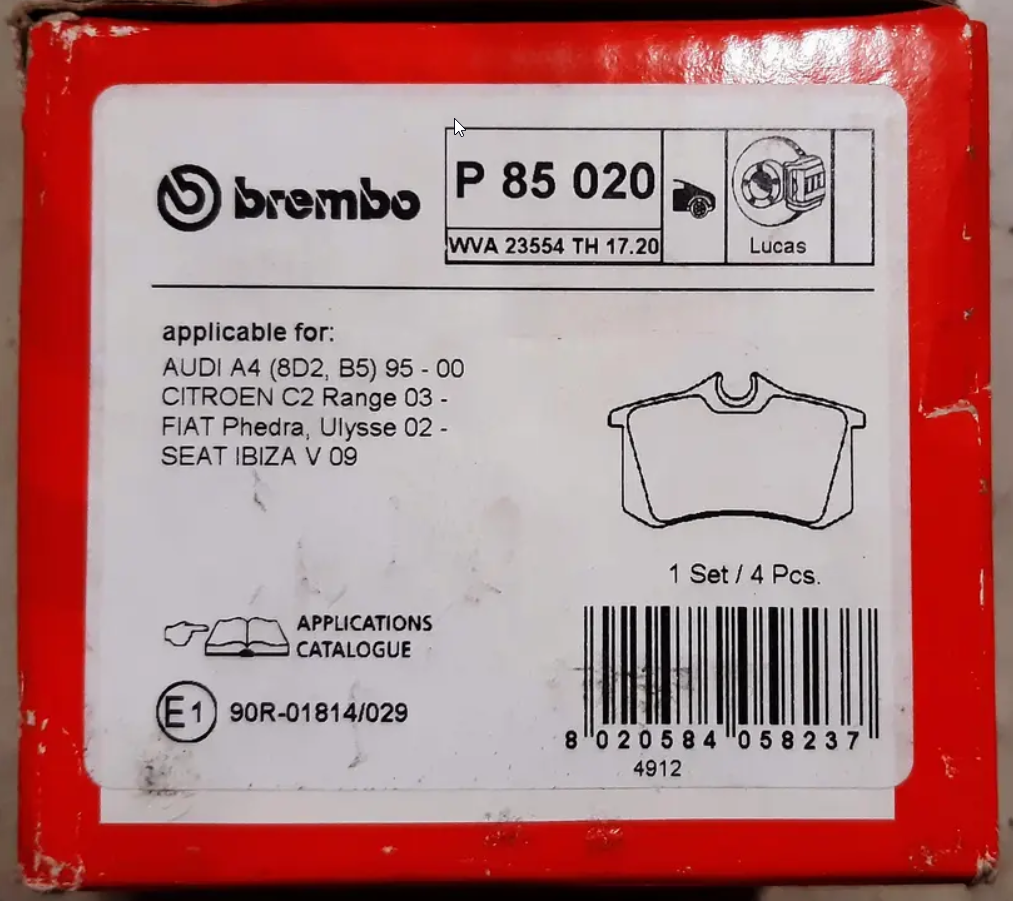 brembo
P 85 020
WVA 23554 TH 17.20
Lucas
applicable for:
AUDI A4 (8D2, B5) 95 - 00
CITROEN C2 Range 03 -
FIAT Phedra, Ulysse 02 -
SEAT IBIZA V 09
1 Set / 4 Pcs.
APPLICATIONS
CATALOGUE
E1 90R-01814/029
8 020584 058237
4912